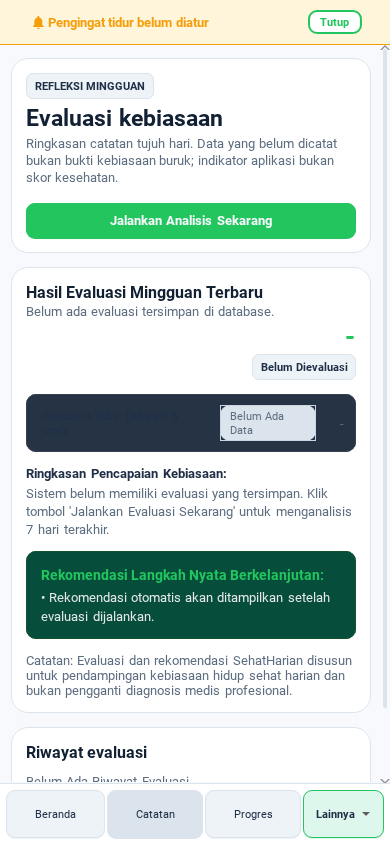 Pengingat tidur belum diatur
Tutup
REFLEKSI MINGGUAN
Evaluasi kebiasaan
Ringkasan catatan tujuh hari. Data yang belum dicatat
bukan bukti kebiasaan buruk; indikator aplikasi bukan
skor kesehatan.
Jalankan Analisis Sekarang
Hasil Evaluasi Mingguan Terbaru
Belum ada evaluasi tersimpan di database.
-
Belum Dievaluasi
Belum Ada
Data
-
Ringkasan Pencapaian Kebiasaan:
Sistem belum memiliki evaluasi yang tersimpan. Klik
tombol 'Jalankan Evaluasi Sekarang' untuk menganalisis
7 hari terakhir.
Rekomendasi Langkah Nyata Berkelanjutan:
• Rekomendasi otomatis akan ditampilkan setelah
evaluasi dijalankan.
Catatan: Evaluasi dan rekomendasi SehatHarian disusun
untuk pendampingan kebiasaan hidup sehat harian dan
bukan pengganti diagnosis medis profesional.
Riwayat evaluasi
Belum Ada Riwayat Evaluasi
Beranda
Catatan
Progres
Lainnya